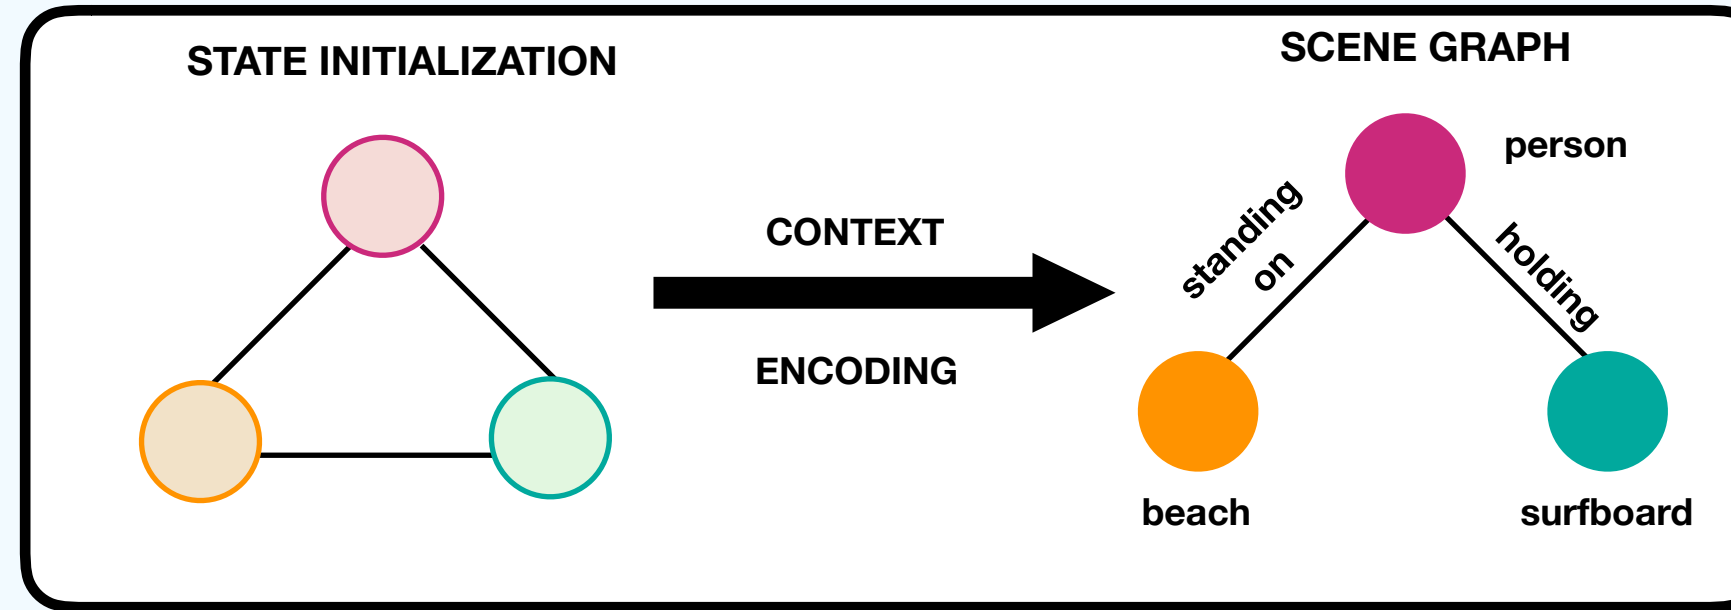 STATE INITIALIZATION
SCENE GRAPH
CONTEXT
ENCODING
person
standing
on
holding
beach
surfboard